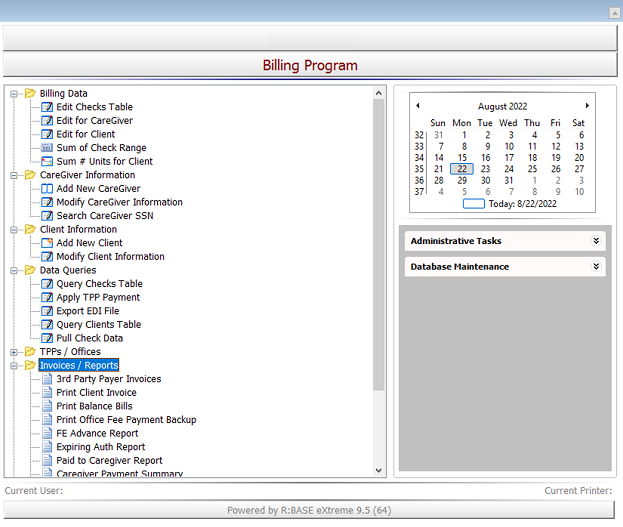 Billing Program
Billing Data
Edit Checks Table
Edit for CareGiver
Edit for Client
Sum of Check Range
Sum # Units for Client
CareGiver Information
Add New CareGiver
Modify CareGiver Information
Search CareGiver SSN
Client Information
Add New Client
Modify Client Information
Data Queries
Query Checks Table
Apply TPP Payment
Export EDI File
Query Clients Table
Pull Check Data
TPPs / Offices
Invoices / Reports
3rd Party Payer Invoices
Print Client Invoice
Print Balance Bills
Print Office Fee Payment Backup
FE Advance Report
Expiring Auth Report
Paid to Caregiver Report
Caregiver Payment Summary
August 2022
Sun Mon Tue Wed Thu Fri Sat
32 31 1 2 3 4 5 6
33 7 8 9 10 11 12 13
34 14 15 16 17 18 19 20
35 21 22 23 24 25 26 27
36 28 29 30 31 1 2 3
37 4 5 6 7 8 9 10
Today: 8/22/2022
Administrative Tasks
Database Maintenance
Current User:
Current Printer:
Powered by R:BASE eXtreme 9.5 (64)